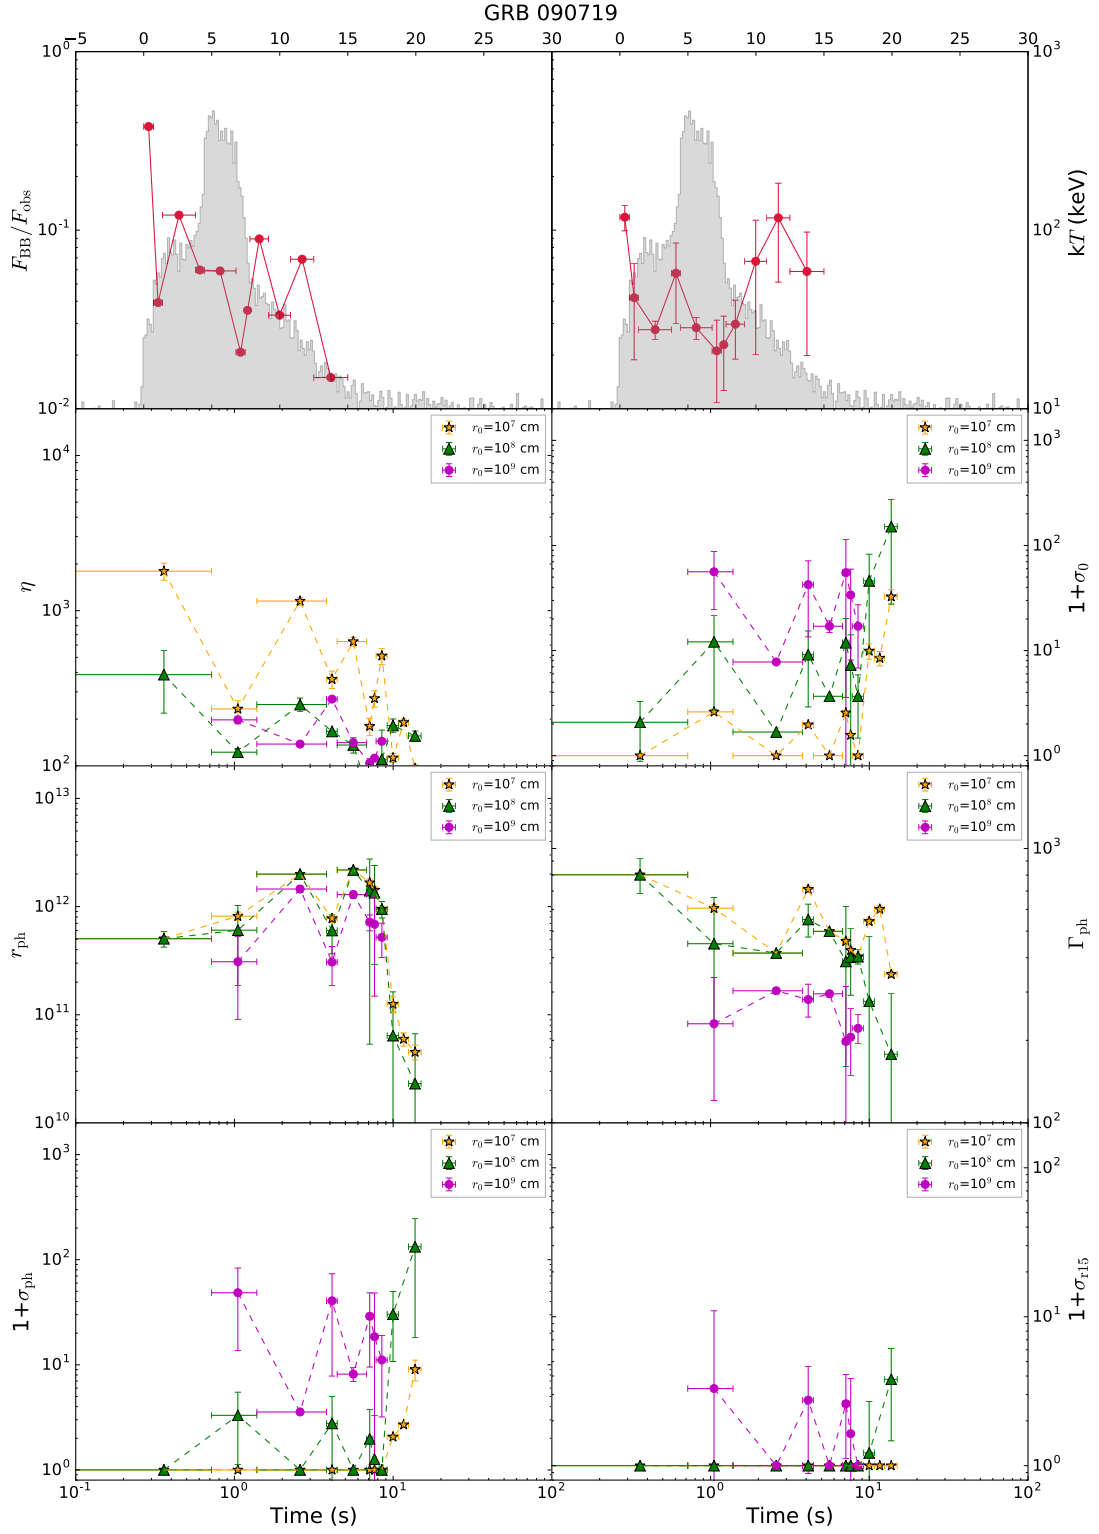 GRB 090719
−5 0 5 10 15 20 30 0 5 10 15 20 25 30
10⁰ 10⁻¹ 10⁻²
F_BB/F_obs
10³ 10² 10¹
kT (keV)
r₀=10⁷ cm
r₀=10⁸ cm
r₀=10⁹ cm
10⁴ 10³ 10²
η
r₀=10⁷ cm
r₀=10⁸ cm
r₀=10⁹ cm
10³ 10² 10¹ 10⁰
1+σ₀
r₀=10⁷ cm
r₀=10⁸ cm
r₀=10⁹ cm
10¹³ 10¹² 10¹¹ 10¹⁰
r_ph
r₀=10⁷ cm
r₀=10⁸ cm
r₀=10⁹ cm
10³ 10²
Γ_ph
r₀=10⁷ cm
r₀=10⁸ cm
r₀=10⁹ cm
10³ 10² 10¹ 10⁰
1+σ_ph
r₀=10⁷ cm
r₀=10⁸ cm
r₀=10⁹ cm
10² 10¹ 10⁰
1+σ_r15
10⁻¹ 10⁰ 10¹ 10² 10⁰ 10¹ 10²
Time (s) Time (s)